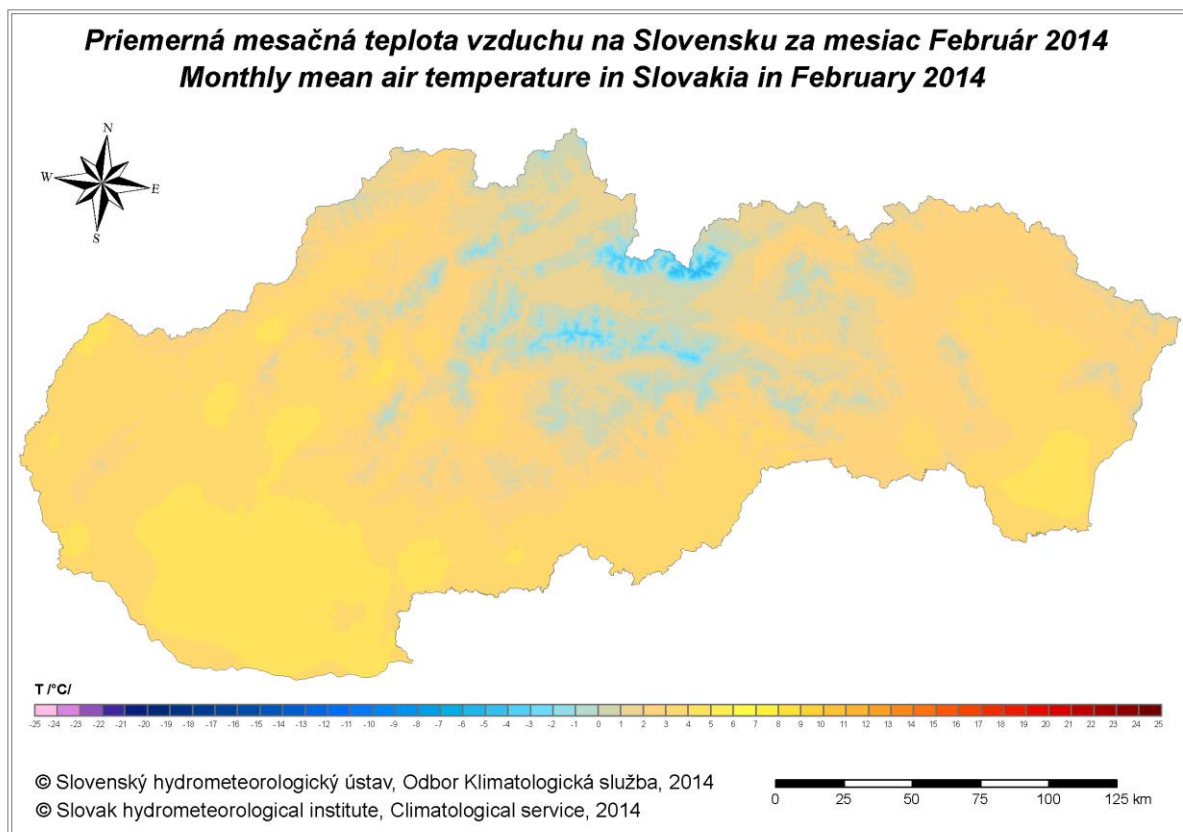 Priemerná mesačná teplota vzduchu na Slovensku za mesiac Február 2014
Monthly mean air temperature in Slovakia in February 2014
N
W
E
S
T /°C/
-25 -24 -23 -22 -21 -20 -19 -18 -17 -16 -15 -14 -13 -12 -11 -10 -9 -8 -7 -6 -5 -4 -3 -2 -1 0 1 2 3 4 5 6 7 8 9 10 11 12 13 14 15 16 17 18 19 20 21 22 23 24 25
© Slovenský hydrometeorologický ústav, Odbor Klimatologická služba, 2014
© Slovak hydrometeorological institute, Climatological service, 2014
0 25 50 75 100 125 km